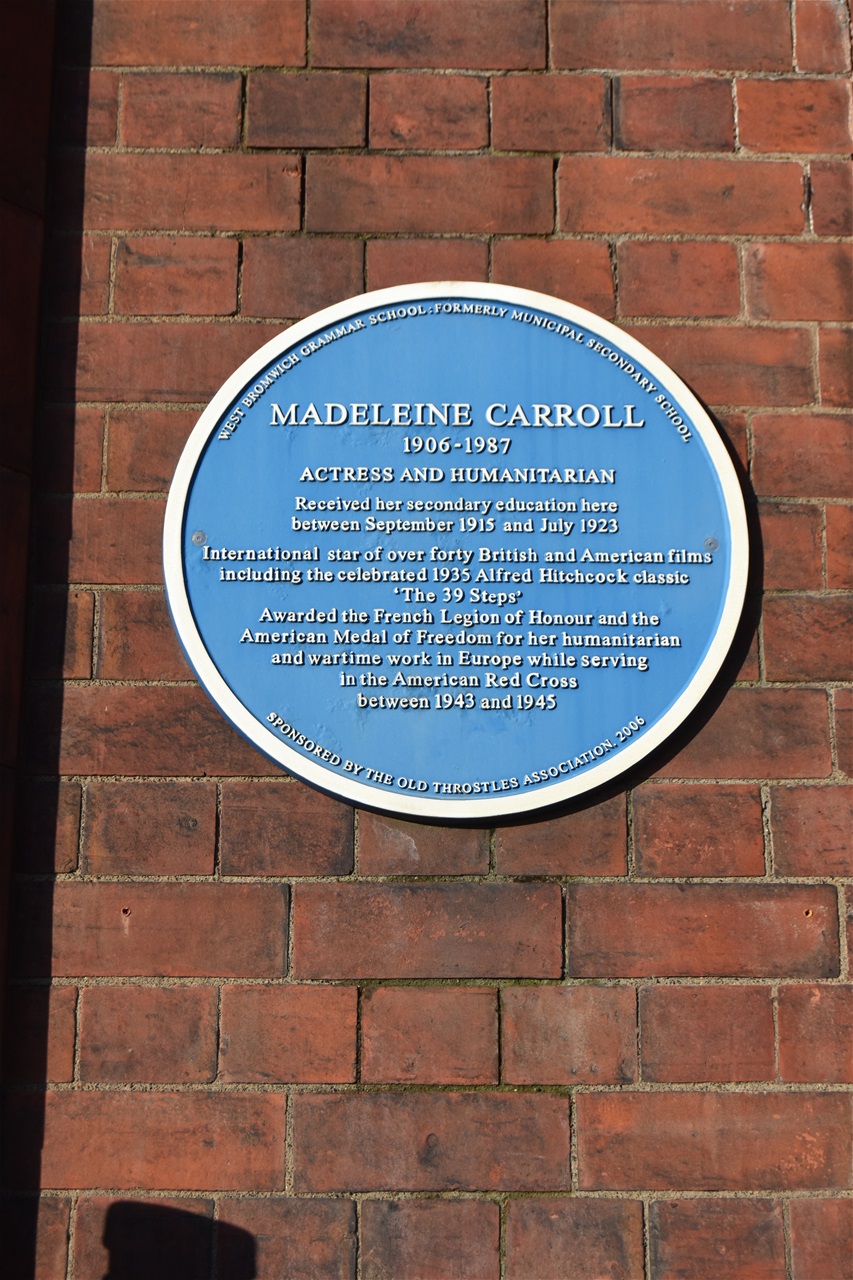 WEST BROMWICH GRAMMAR SCHOOL: FORMERLY MUNICIPAL SECONDARY SCHOOL
MADELEINE CARROLL
1906-1987
ACTRESS AND HUMANITARIAN
Received her secondary education here
between September 1915 and July 1923
International star of over forty British and American films
including the celebrated 1935 Alfred Hitchcock classic
‘The 39 Steps’
Awarded the French Legion of Honour and the
American Medal of Freedom for her humanitarian
and wartime work in Europe while serving
in the American Red Cross
between 1943 and 1945
SPONSORED BY THE OLD THROSTLES ASSOCIATION. 2006